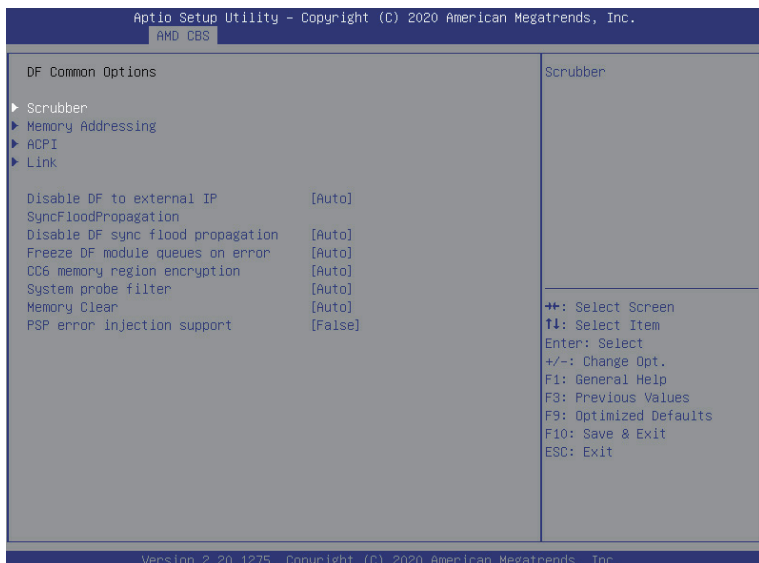 Aptio Setup Utility – Copyright (C) 2020 American Megatrends, Inc.
AMD CBS
DF Common Options
Scrubber
Memory Addressing
ACPI
Link
Disable DF to external IP [Auto]
SyncFloodPropagation
Disable DF sync flood propagation [Auto]
Freeze DF module queues on error [Auto]
CC6 memory region encryption [Auto]
System probe filter [Auto]
Memory Clear [Auto]
PSP error injection support [False]
Scrubber
→←: Select Screen
↑↓: Select Item
Enter: Select
+/-: Change Opt.
F1: General Help
F3: Previous Values
F9: Optimized Defaults
F10: Save & Exit
ESC: Exit
Version 2.20.1275. Copyright (C) 2020 American Megatrends, Inc.